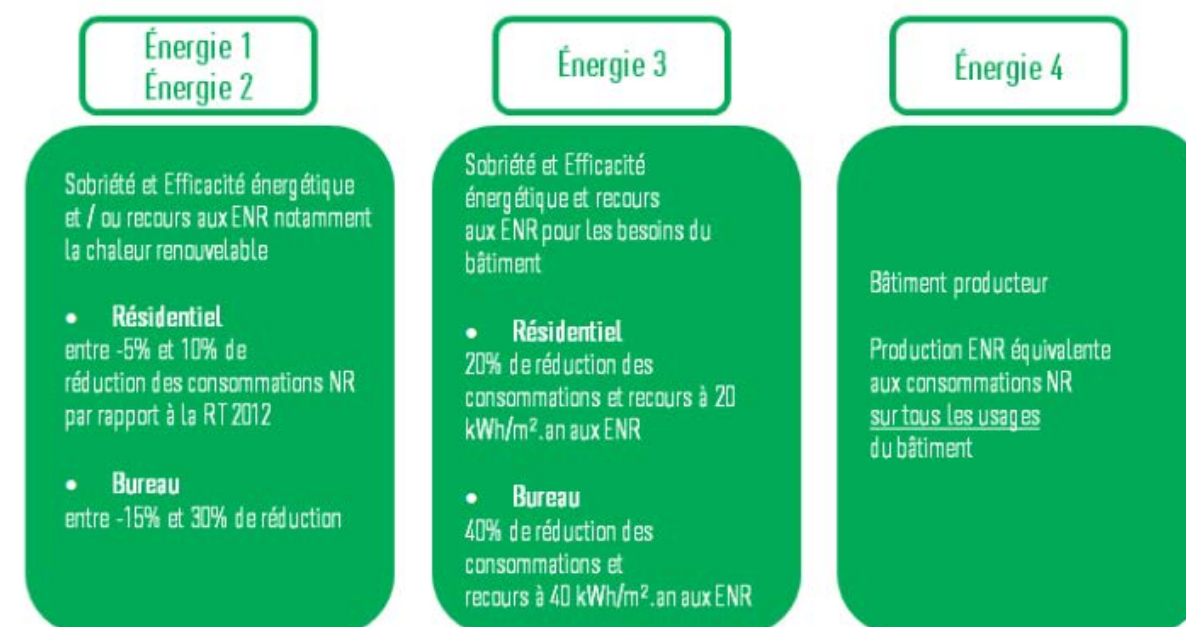 Énergie 1
Énergie 2
Sobriété et Efficacité énergétique
et / ou recours aux ENR notamment
la chaleur renouvelable
• Résidentiel
entre -5% et 10% de
réduction des consommations NR
par rapport à la RT 2012
• Bureau
entre -15% et 30% de réduction
Énergie 3
Sobriété et Efficacité
énergétique et recours
aux ENR pour les besoins du
bâtiment
• Résidentiel
20% de réduction des
consommations et recours à 20
kWh/m².an aux ENR
• Bureau
40% de réduction des
consommations et
recours à 40 kWh/m².an aux ENR
Énergie 4
Bâtiment producteur
Production ENR équivalente
aux consommations NR
sur tous les usages
du bâtiment